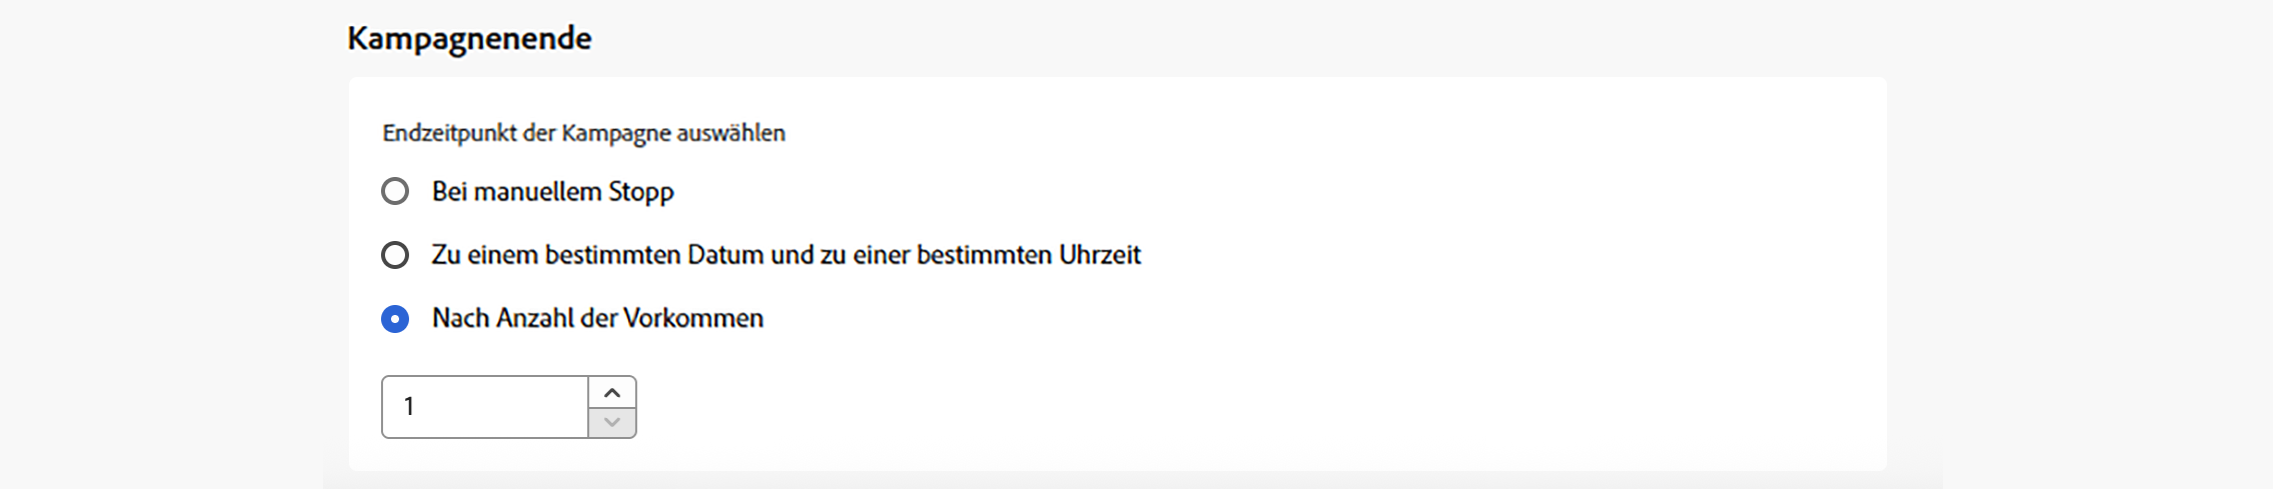 Kampagnenende
Endzeitpunkt der Kampagne auswählen
Bei manuellem Stopp
Zu einem bestimmten Datum und zu einer bestimmten Uhrzeit
Nach Anzahl der Vorkommen
1